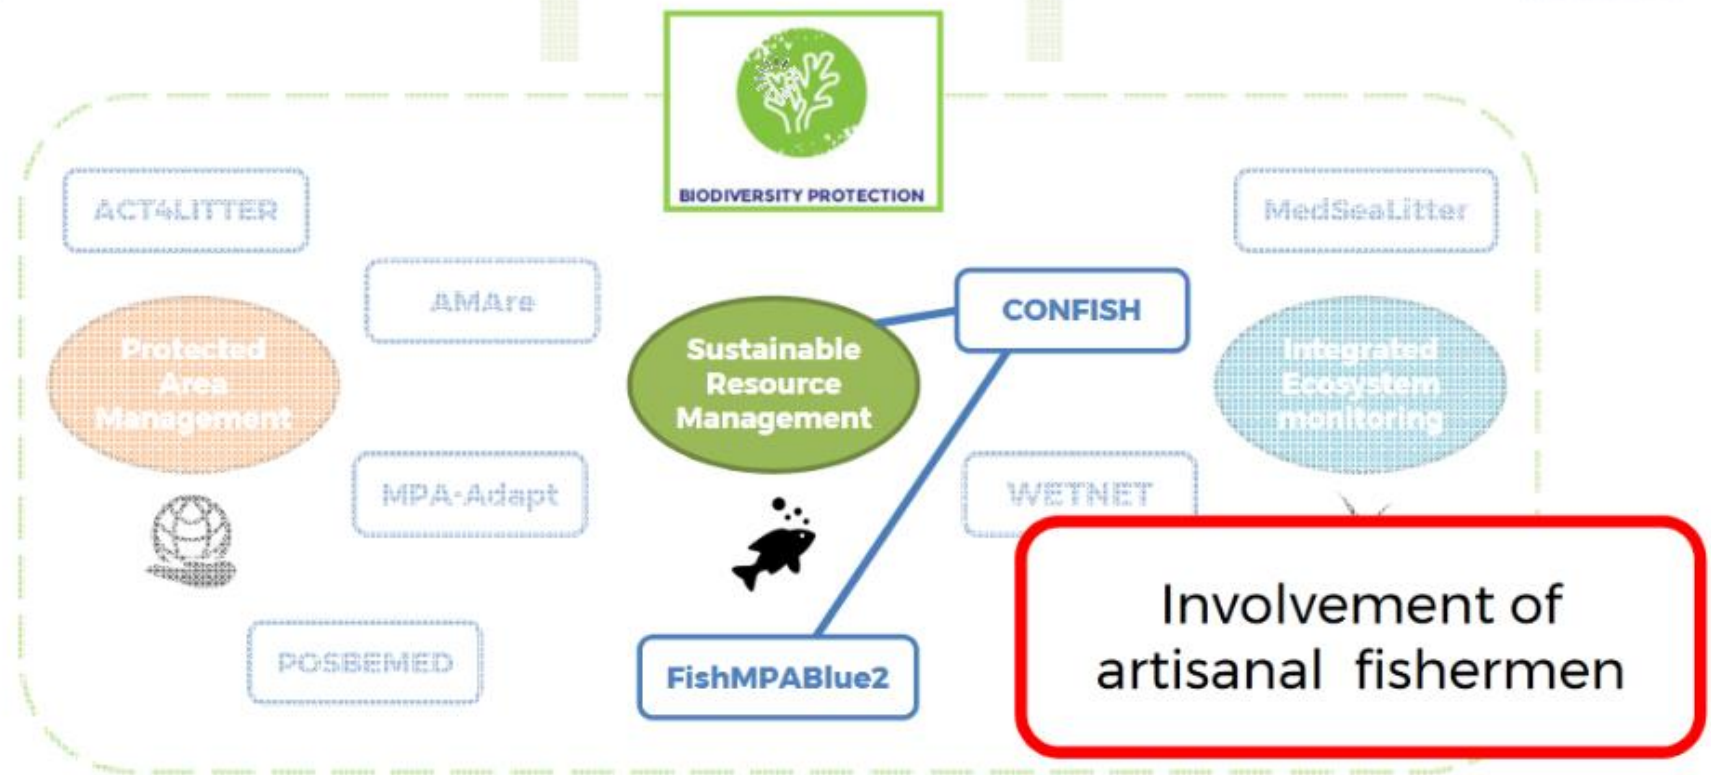 BIODIVERSITY PROTECTION
ACT4LITTER
MedSeaLitter
AMAre
CONFISH
Protected
Area
Management
Sustainable
Resource
Management
Integrated
Ecosystem
monitoring
MPA-Adapt
WETNET
POSBEMED
FishMPABlue2
Involvement of
artisanal fishermen